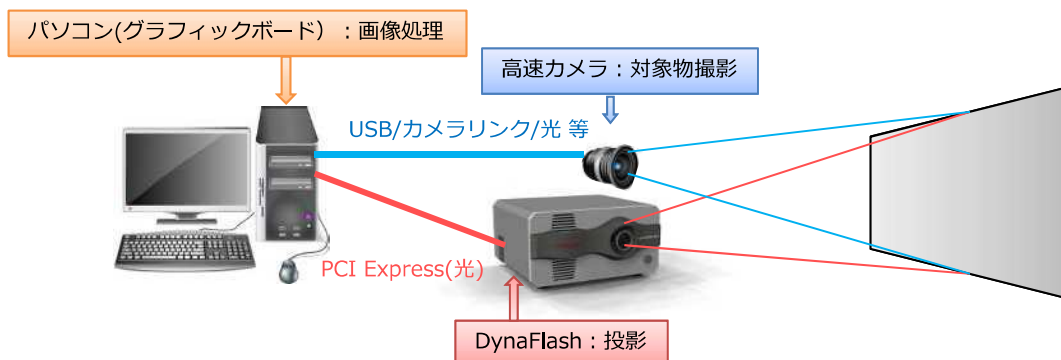 パソコン(グラフィックボード）：画像処理
高速カメラ：対象物撮影
USB/カメラリンク/光 等
PCI Express(光)
DynaFlash：投影